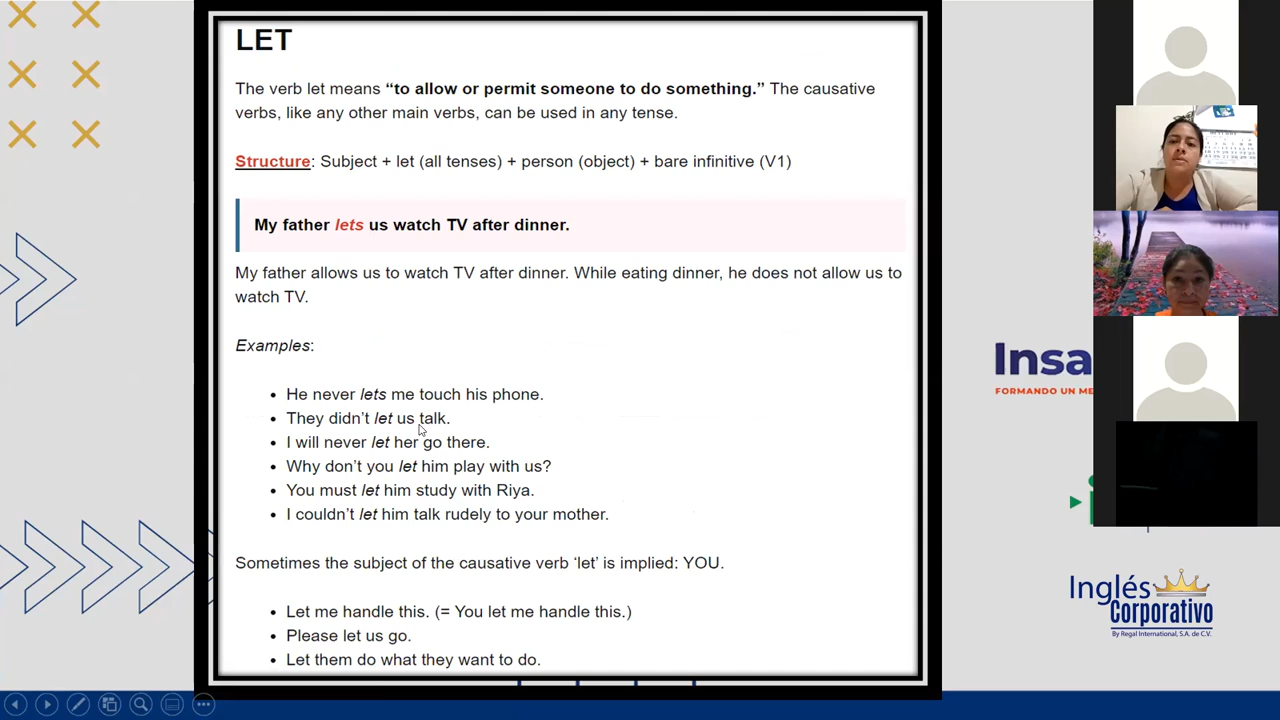 LET
The verb let means “to allow or permit someone to do something.” The causative
verbs, like any other main verbs, can be used in any tense.
Structure: Subject + let (all tenses) + person (object) + bare infinitive (V1)
My father lets us watch TV after dinner.
My father allows us to watch TV after dinner. While eating dinner, he does not allow us to
watch TV.
Examples:
He never lets me touch his phone.
They didn’t let us talk.
I will never let her go there.
Why don’t you let him play with us?
You must let him study with Riya.
I couldn’t let him talk rudely to your mother.
Sometimes the subject of the causative verb ‘let’ is implied: YOU.
Let me handle this. (= You let me handle this.)
Please let us go.
Let them do what they want to do.
Insa
FORMANDO UN ME
Inglés
Corporativo
By Regal International, S.A. de C.V.